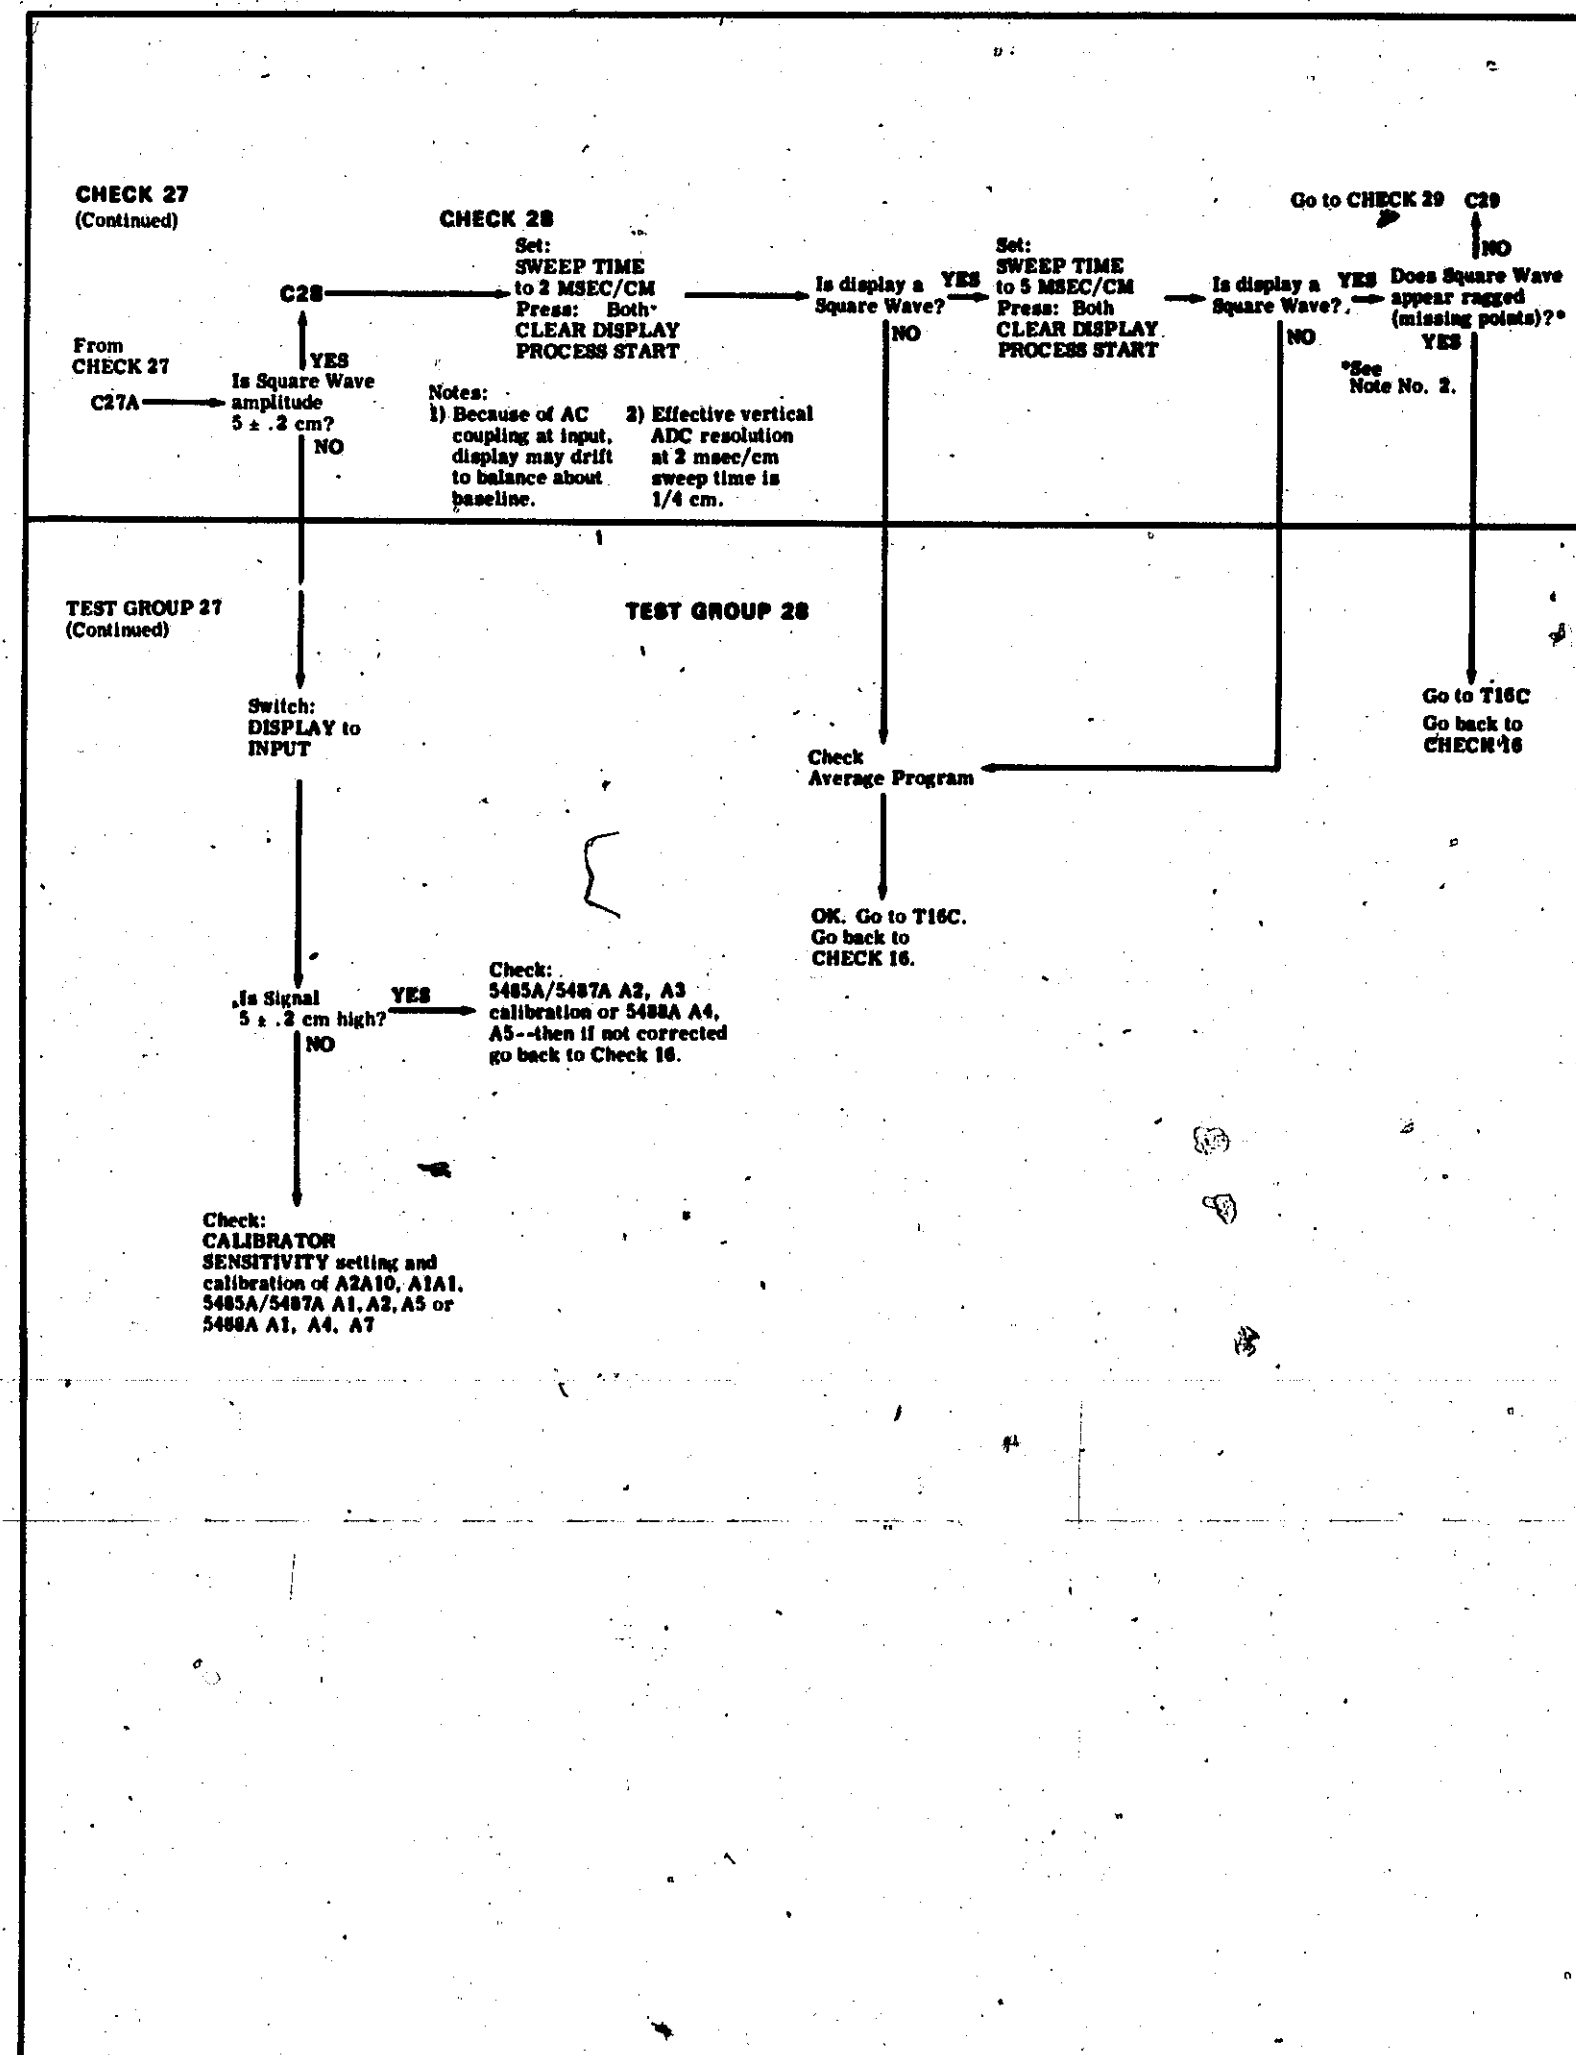 CHECK 27
(Continued)
From
CHECK 27
C27A
Is Square Wave
amplitude
5 ± .2 cm?
YES
NO
C28
CHECK 28
Set:
SWEEP TIME
to 2 MSEC/CM
Press: Both
CLEAR DISPLAY
PROCESS START
Notes:
1) Because of AC
coupling at input,
display may drift
to balance about
baseline.
2) Effective vertical
ADC resolution
at 2 msec/cm
sweep time is
1/4 cm.
Is display a
Square Wave?
YES
NO
Set:
SWEEP TIME
to 5 MSEC/CM
Press: Both
CLEAR DISPLAY
PROCESS START
Is display a
Square Wave?
YES
NO
Go to CHECK 29 C29
NO
Does Square Wave
appear ragged
(missing points)?*
YES
*See
Note No. 2.
TEST GROUP 27
(Continued)
Switch:
DISPLAY to
INPUT
Is Signal
5 ± .2 cm high?
YES
NO
Check:
5485A/5487A A2, A3
calibration or 5488A A4,
A5--then if not corrected
go back to Check 16.
Check:
CALIBRATOR
SENSITIVITY setting and
calibration of A2A10, A1A1,
5485A/5487A A1, A2, A5 or
5488A A1, A4, A7
TEST GROUP 28
Check
Average Program
OK. Go to T16C.
Go back to
CHECK 16.
Go to T16C
Go back to
CHECK 16